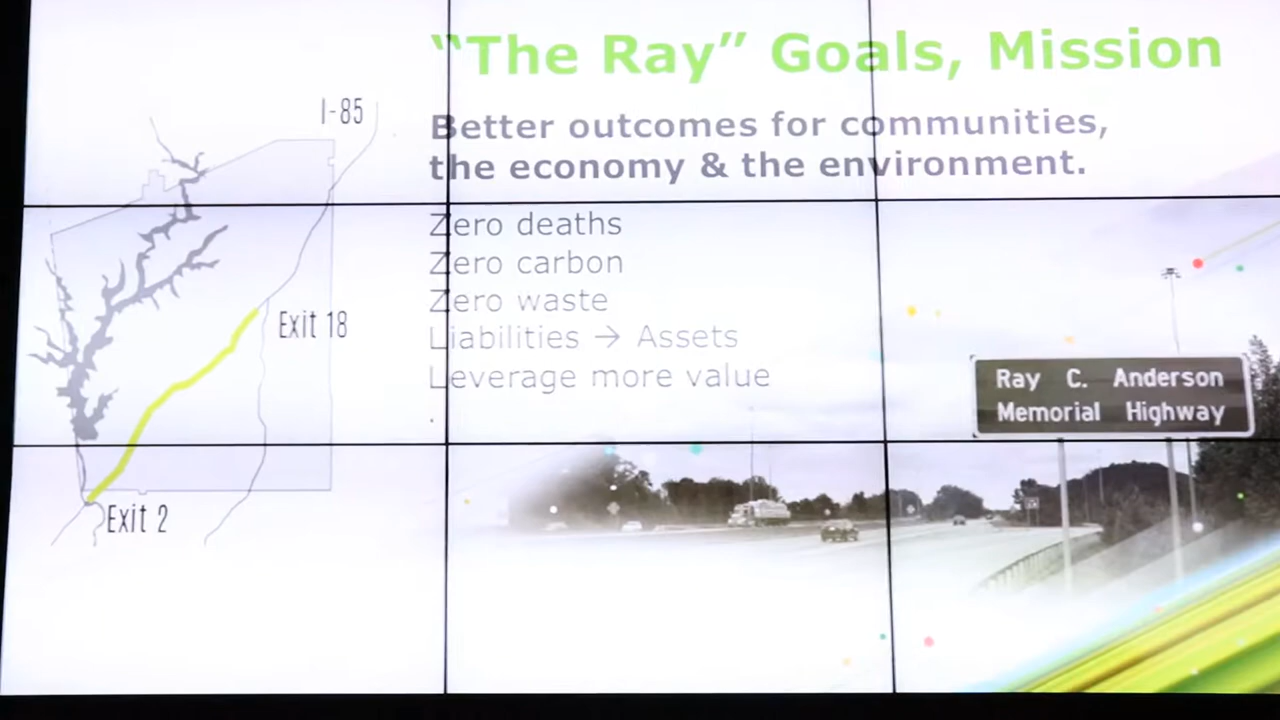 “The Ray” Goals, Mission
Better outcomes for communities,
the economy & the environment.
Zero deaths
Zero carbon
Zero waste
Liabilities → Assets
Leverage more value
.
I-85
Exit 18
Exit 2
Ray C. Anderson
Memorial Highway